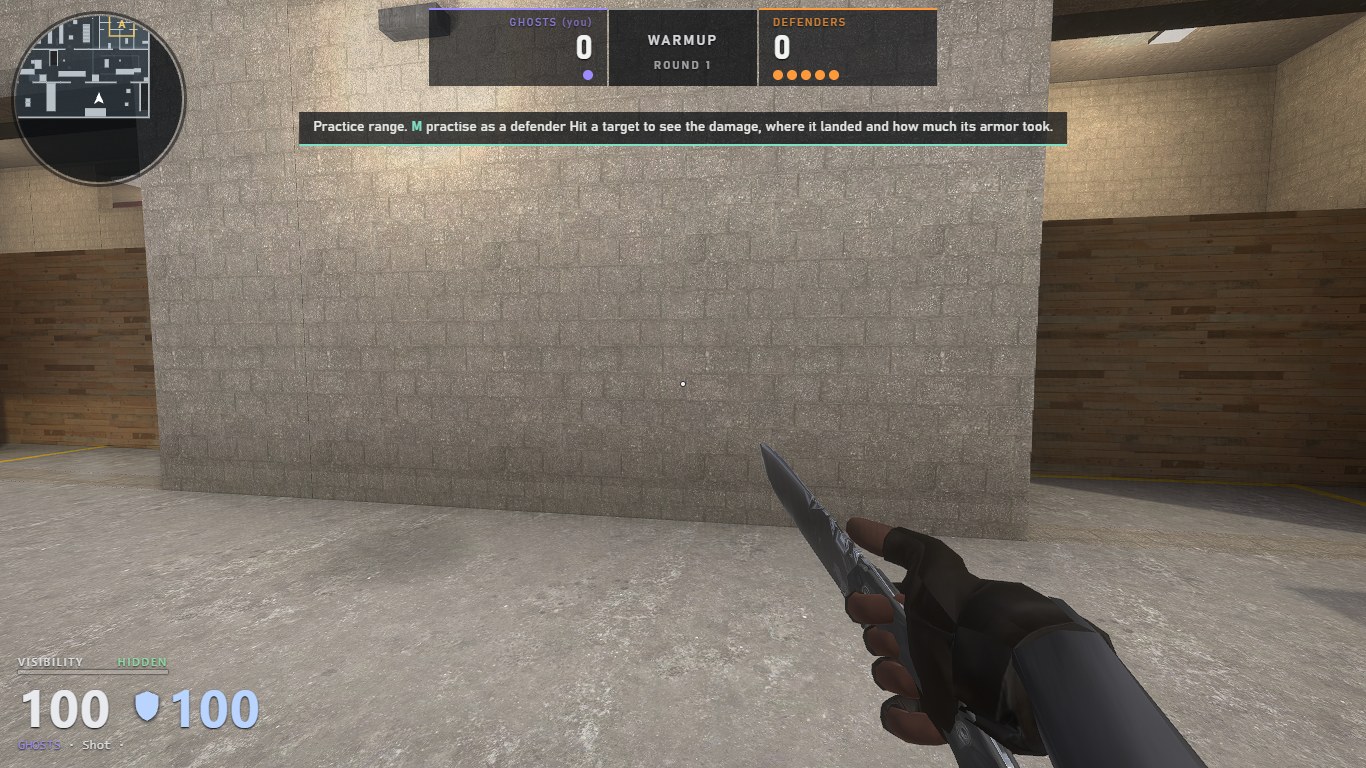 A
GHOSTS (you)
0
WARMUP
ROUND 1
DEFENDERS
0
Practice range. M practise as a defender Hit a target to see the damage, where it landed and how much its armor took.
VISIBILITY HIDDEN
100 100
GHOSTS · Shot ·